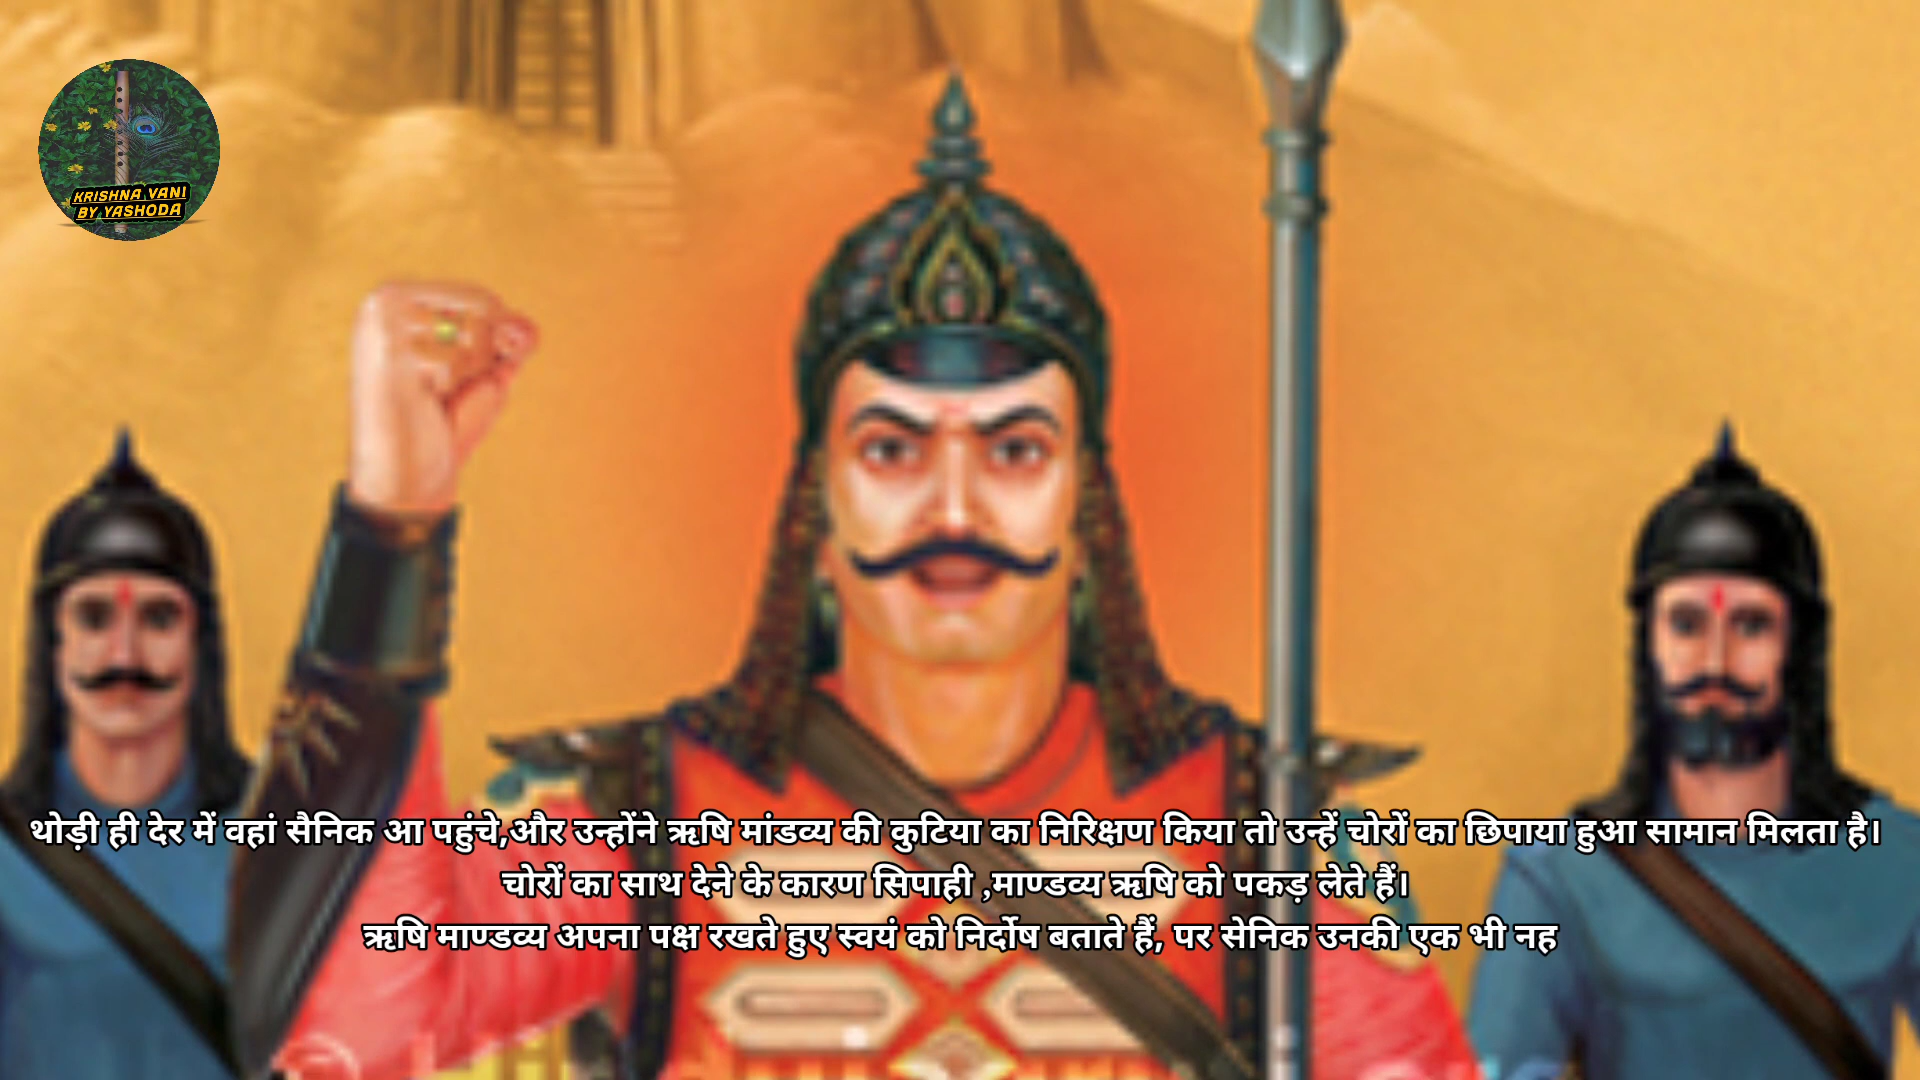 KRISHNA VANI
BY YASHODA
थोड़ी ही देर में वहां सैनिक आ पहुंचे,और उन्होंने ऋषि मांडव्य की कुटिया का निरिक्षण किया तो उन्हें चोरों का छिपाया हुआ सामान मिलता है।
चोरों का साथ देने के कारण सिपाही ,माण्डव्य ऋषि को पकड़ लेते हैं।
ऋषि माण्डव्य अपना पक्ष रखते हुए स्वयं को निर्दोष बताते हैं, पर सेनिक उनकी एक भी नह